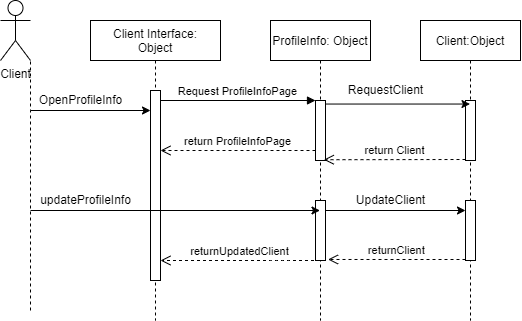 Client Interface:
Object
ProfileInfo: Object
Client:Object
Client
OpenProfileInfo
Request ProfileInfoPage
RequestClient
return ProfileInfoPage
return Client
updateProfileInfo
UpdateClient
returnUpdatedClient
returnClient